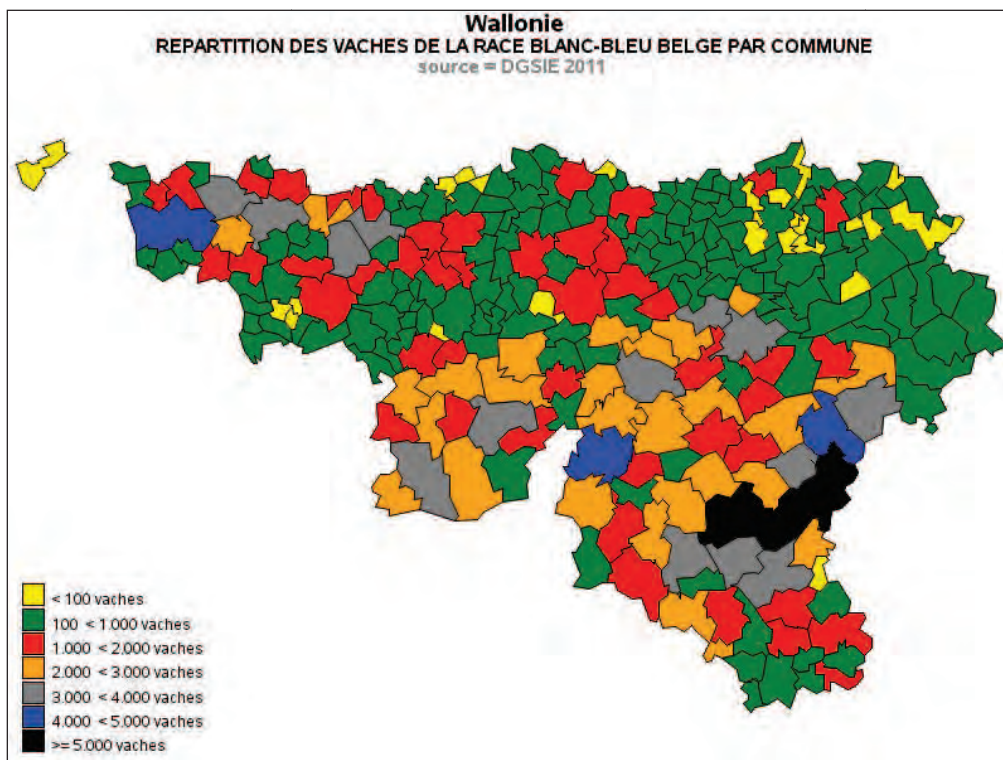 Wallonie
REPARTITION DES VACHES DE LA RACE BLANC-BLEU BELGE PAR COMMUNE
source = DGSIE 2011
< 100 vaches
100 < 1.000 vaches
1.000 < 2.000 vaches
2.000 < 3.000 vaches
3.000 < 4.000 vaches
4.000 < 5.000 vaches
>= 5.000 vaches